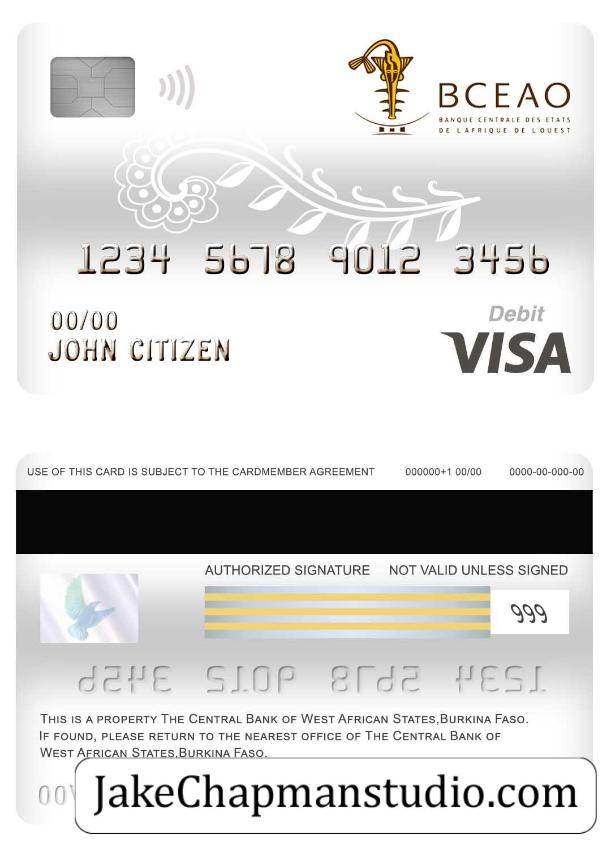 BCEAO
BANQUE CENTRALE DES ETATS
DE L'AFRIQUE DE L'OUEST
1234 5678 9012 3456
00/00
JOHN CITIZEN
Debit
VISA
USE OF THIS CARD IS SUBJECT TO THE CARDMEMBER AGREEMENT 000000+1 00/00 0000-00-000-00
AUTHORIZED SIGNATURE NOT VALID UNLESS SIGNED
999
1234 5678 9012 3456
THIS IS A PROPERTY THE CENTRAL BANK OF WEST AFRICAN STATES,BURKINA FASO.
IF FOUND, PLEASE RETURN TO THE NEAREST OFFICE OF THE CENTRAL BANK OF
WEST AFRICAN STATES,BURKINA FASO.
JakeChapmanstudio.com